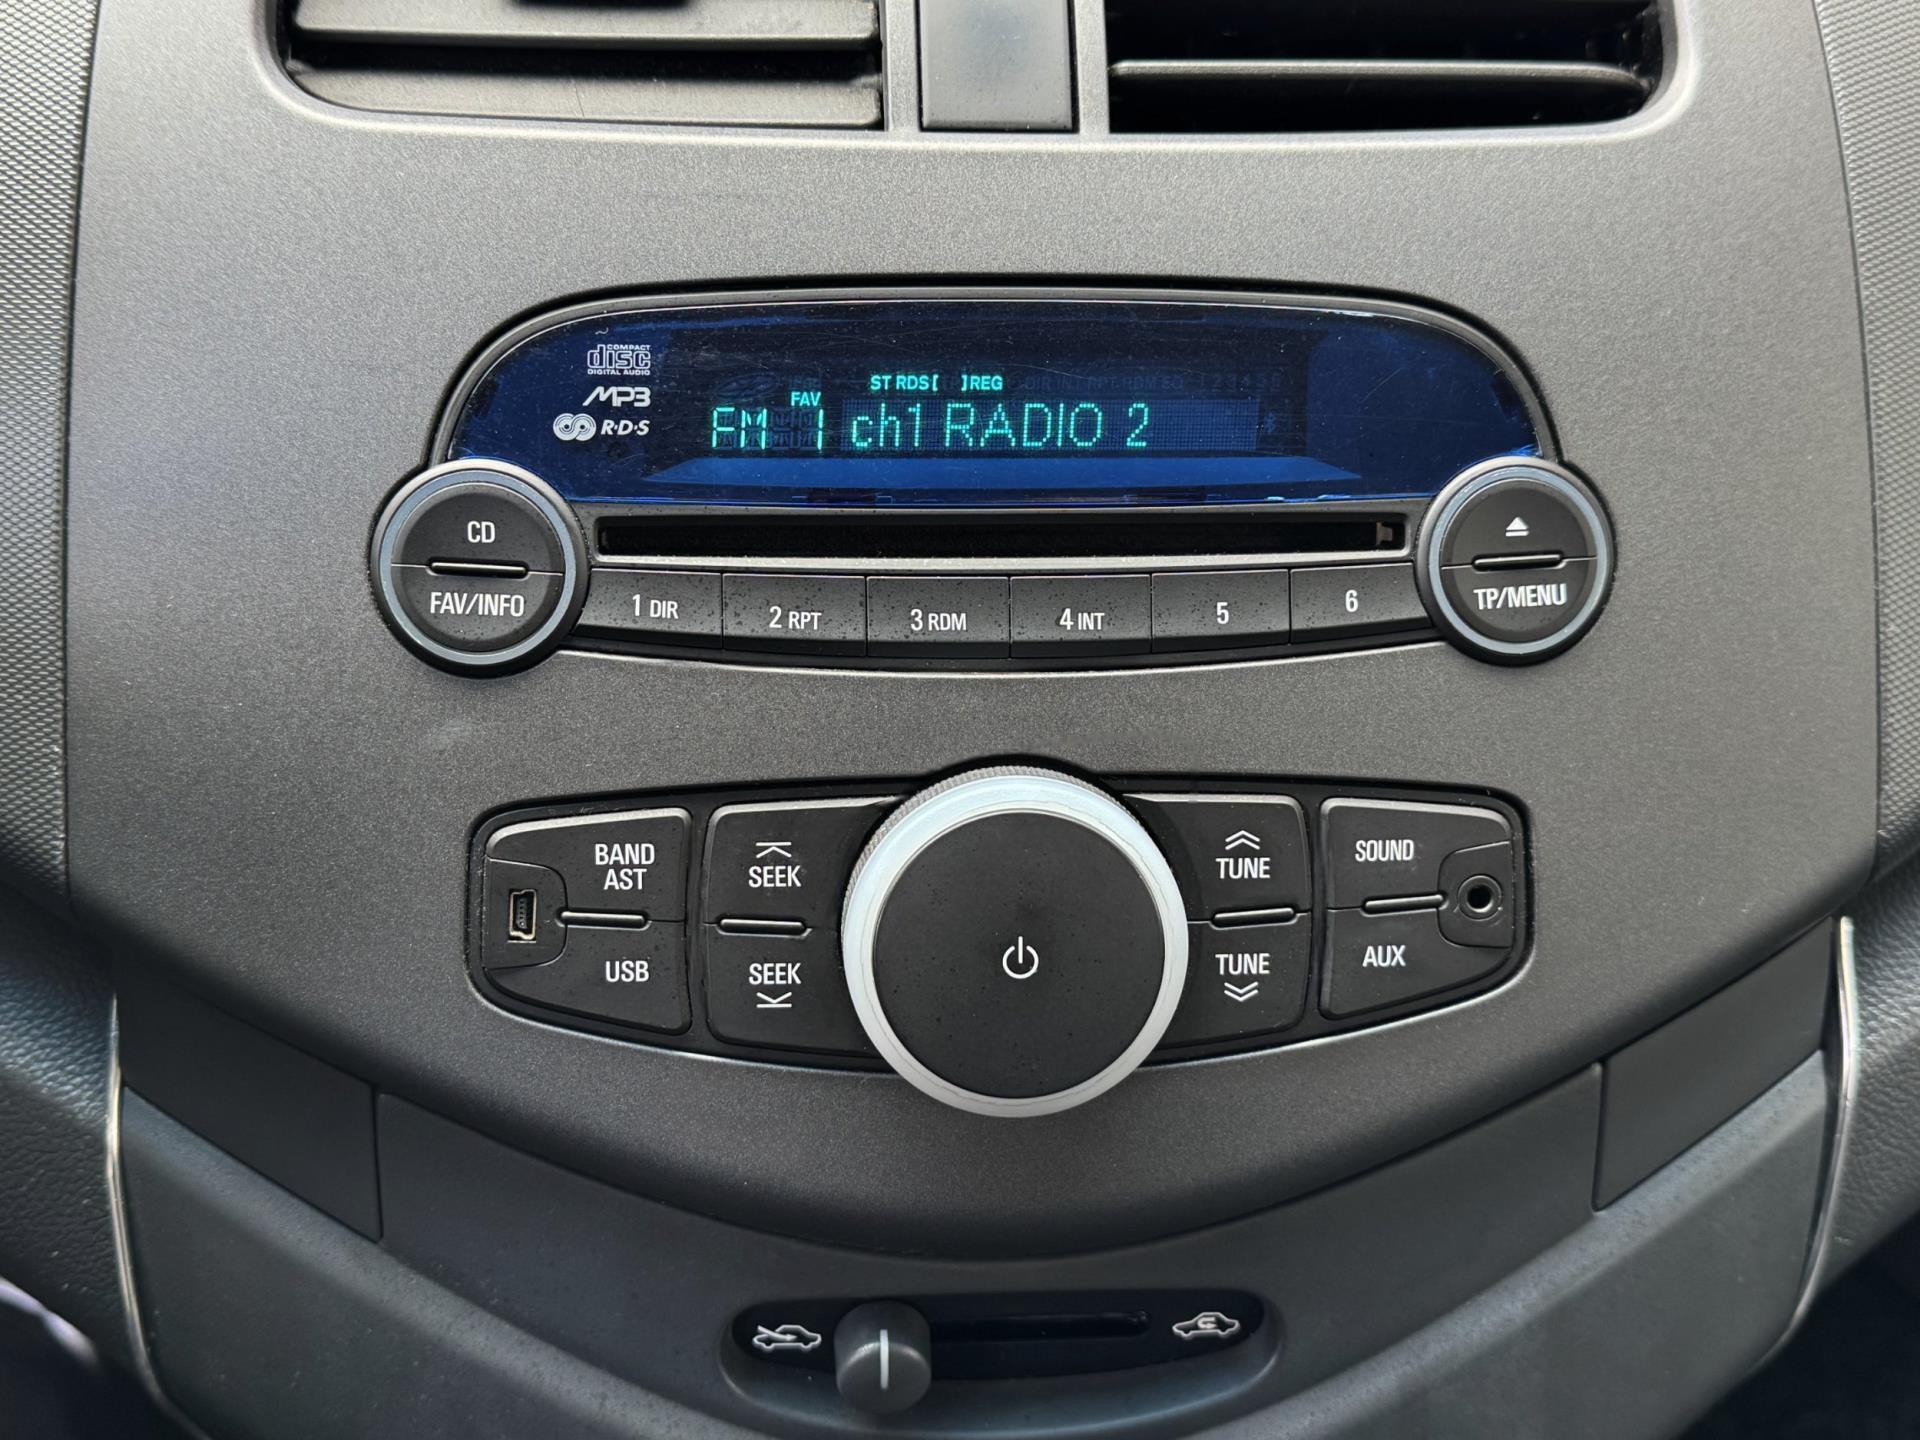 COMPACT
disc
DIGITAL AUDIO
MP3
R·D·S
ST RDS[ ]REG
FAV
FM 1 ch1 RADIO 2
CD
FAV/INFO
1 DIR
2 RPT
3 RDM
4 INT
5
6
TP/MENU
BAND
AST
USB
SEEK
SEEK
TUNE
TUNE
SOUND
AUX